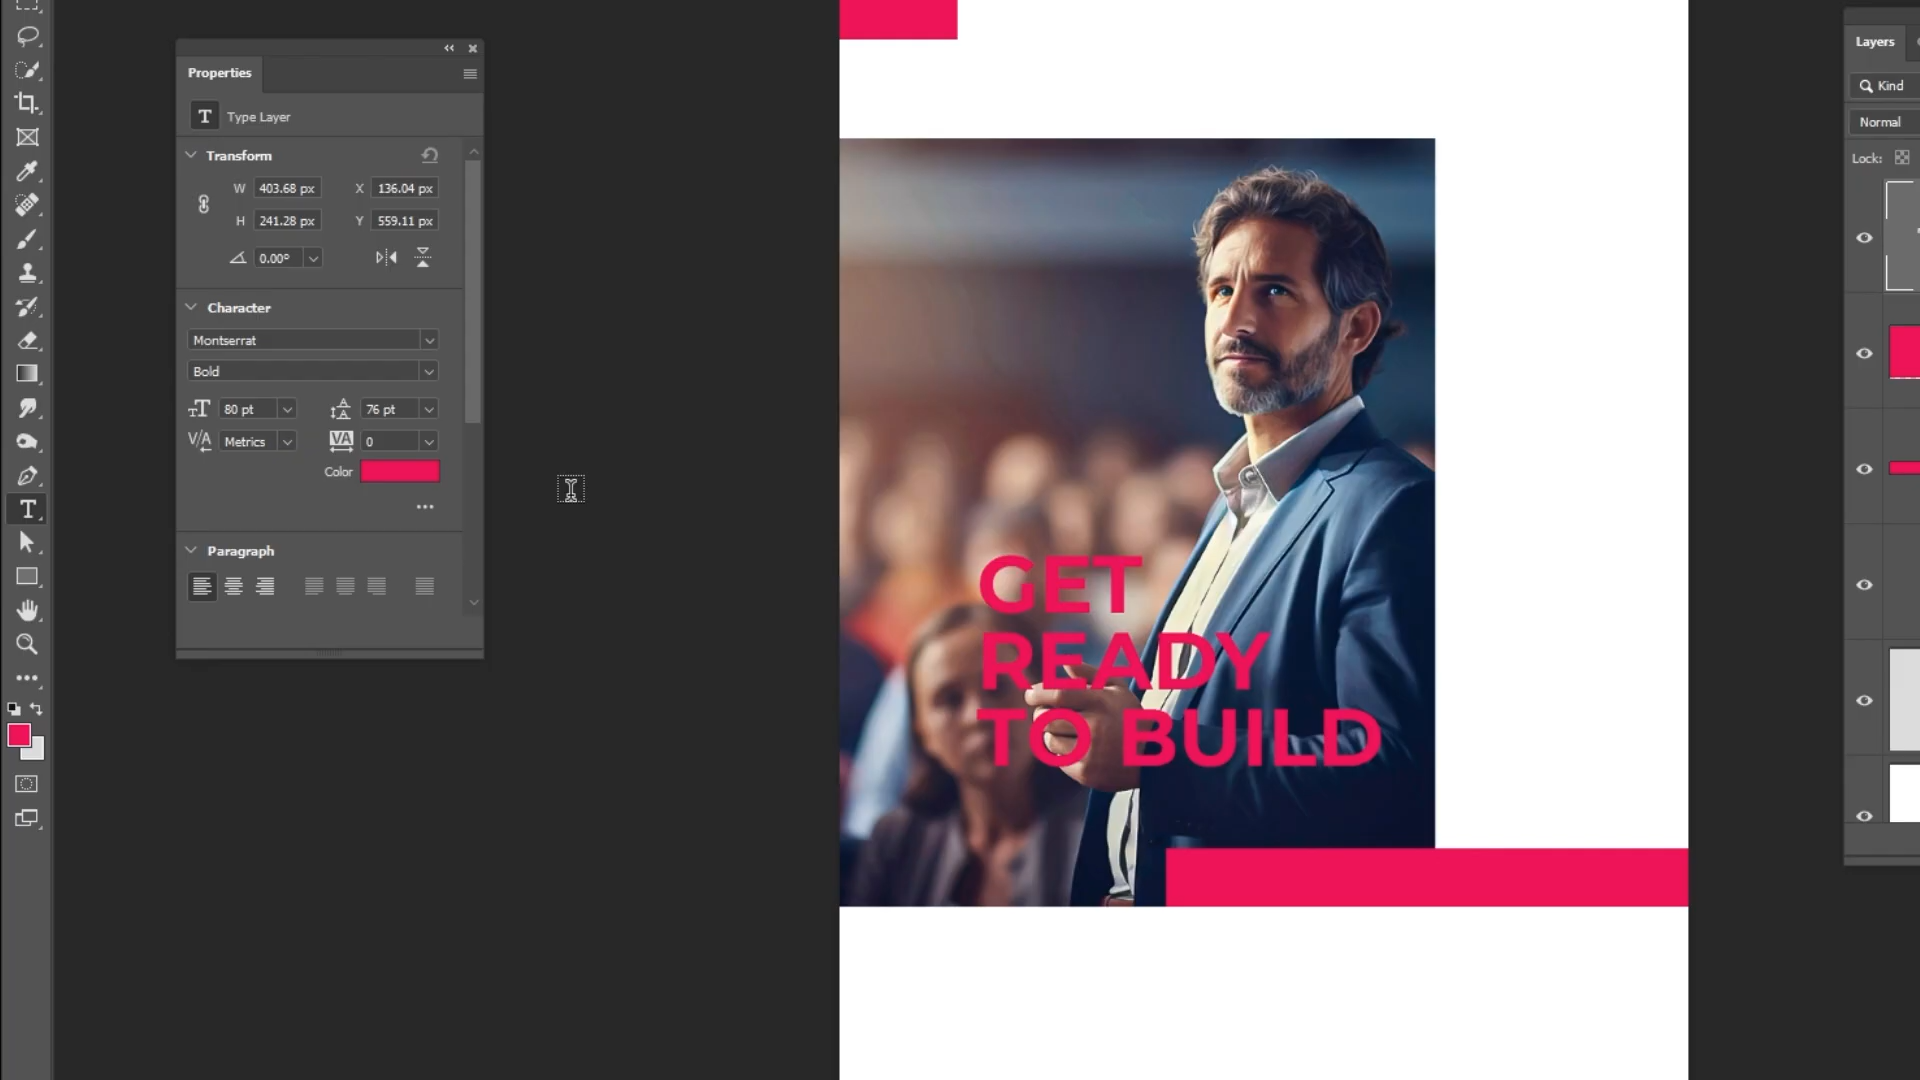 Properties
T Type Layer
Transform
W 403.68 px X 136.04 px
H 241.28 px Y 559.11 px
0.00º
Character
Montserrat
Bold
80 pt 76 pt
Metrics 0
Color
Paragraph
GET
READY
TO BUILD
Layers
Kind
Normal
Lock: